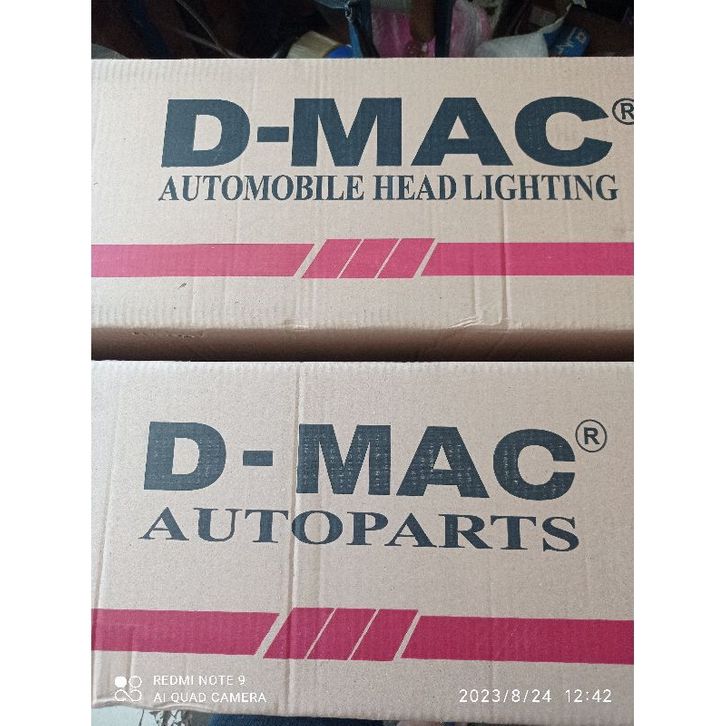 D-MAC®
AUTOMOBILE HEAD LIGHTING
D-MAC®
AUTOPARTS
REDMI NOTE 9
AI QUAD CAMERA
2023/8/24 12:42